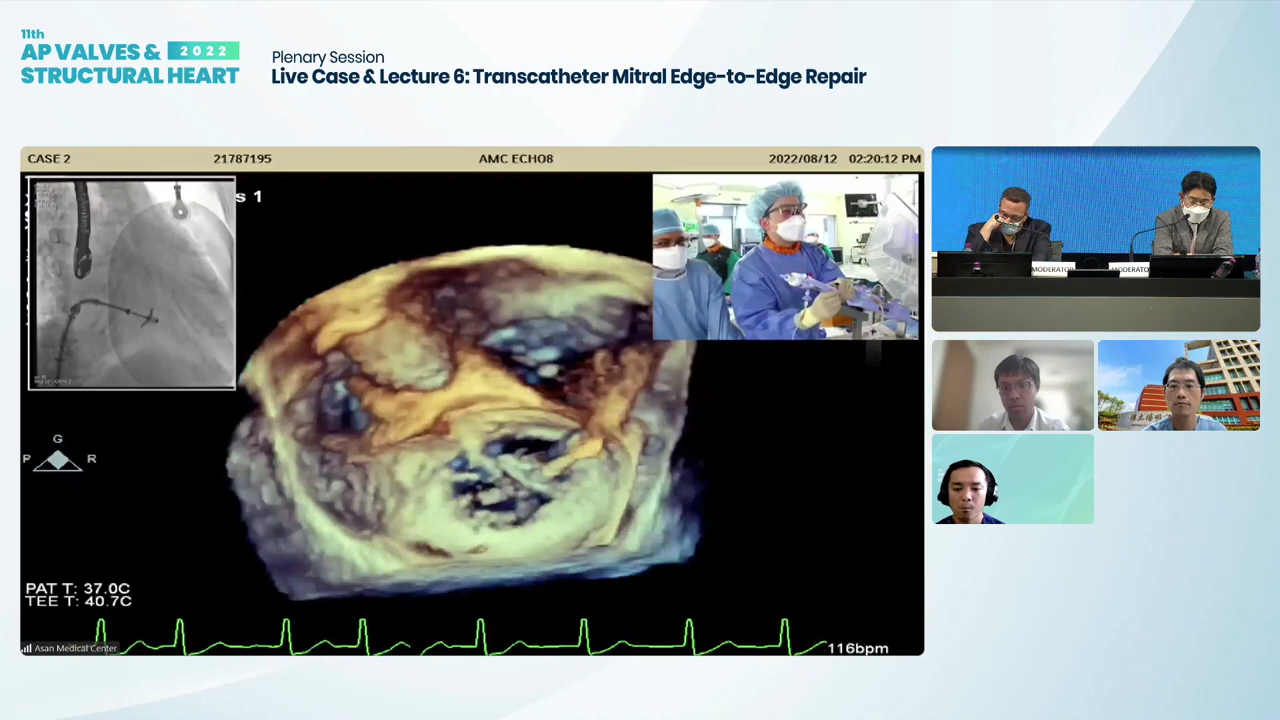 11th
AP VALVES & 2022
STRUCTURAL HEART
Plenary Session
Live Case & Lecture 6: Transcatheter Mitral Edge-to-Edge Repair
CASE 2 21787195 AMC ECHO8 2022/08/12 02:20:12 PM
s 1
MODERATO MODERATO
G
P R
PAT T: 37.0C
TEE T: 40.7C
Asan Medical Center
116bpm